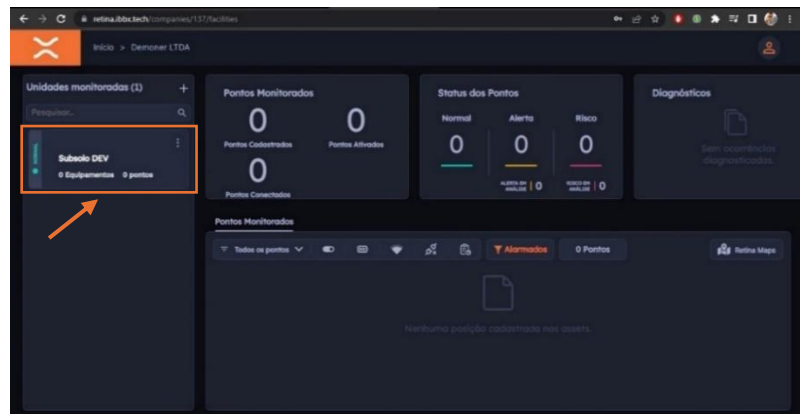 retina.ibbx.tech/companies/137/facilities
Início > Demoner LTDA
Unidades monitoradas (1) +
Pesquisar...
NORMAL
Subsolo DEV
0 Equipamentos 0 pontos
Pontos Monitorados
0
Pontos Cadastrados
0
Pontos Ativados
0
Pontos Conectados
Status dos Pontos
Normal Alerta Risco
0 0 0
ALERTA EM ANÁLISE | 0
RISCO EM ANÁLISE | 0
Diagnósticos
Sem ocorrências
diagnosticadas.
Pontos Monitorados
Todos os pontos
Alarmados
0 Pontos
Retina Maps
Nenhuma posição cadastrada nos assets.